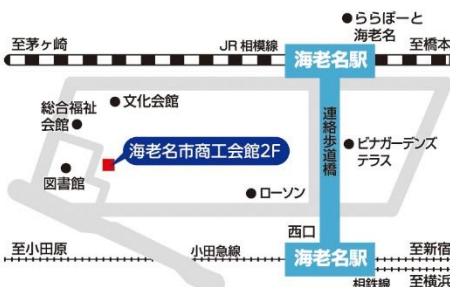 ららぽーと
海老名
至茅ヶ崎
JR相模線
海老名駅
至橋本
文化会館
総合福祉
会館
連絡歩道橋
海老名市商工会館2F
ビナガーデンズ
テラス
図書館
ローソン
西口
至小田原
小田急線
海老名駅
至新宿
相鉄線
至横浜